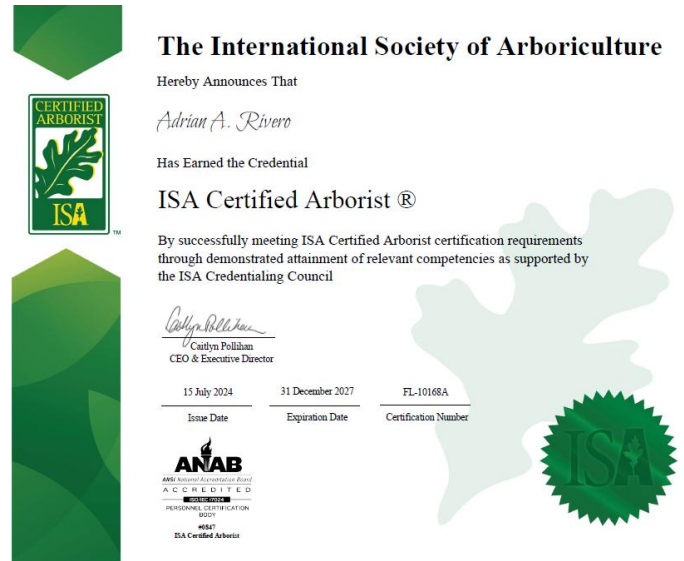 The International Society of Arboriculture
Hereby Announces That
CERTIFIED
ARBORIST
ISA
TM
Adrian A. Rivero
Has Earned the Credential
ISA Certified Arborist ®
By successfully meeting ISA Certified Arborist certification requirements
through demonstrated attainment of relevant competencies as supported by
the ISA Credentialing Council
Caitlyn Pollihan
Caitlyn Pollihan
CEO & Executive Director
15 July 2024 31 December 2027 FL-10168A
Issue Date Expiration Date Certification Number
ANAB
ANSI National Accreditation Board
ACCREDITED
ISO/IEC 17024
PERSONNEL CERTIFICATION
BODY
#0847
ISA Certified Arborist
ISA